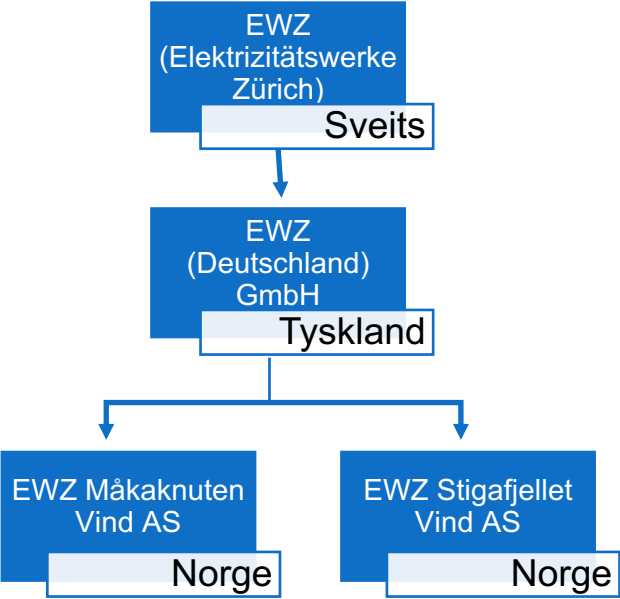 EWZ
(Elektrizitätswerke
Zürich)
Sveits
EWZ
(Deutschland)
GmbH
Tyskland
EWZ Måkaknuten
Vind AS
Norge
EWZ Stigafjellet
Vind AS
Norge